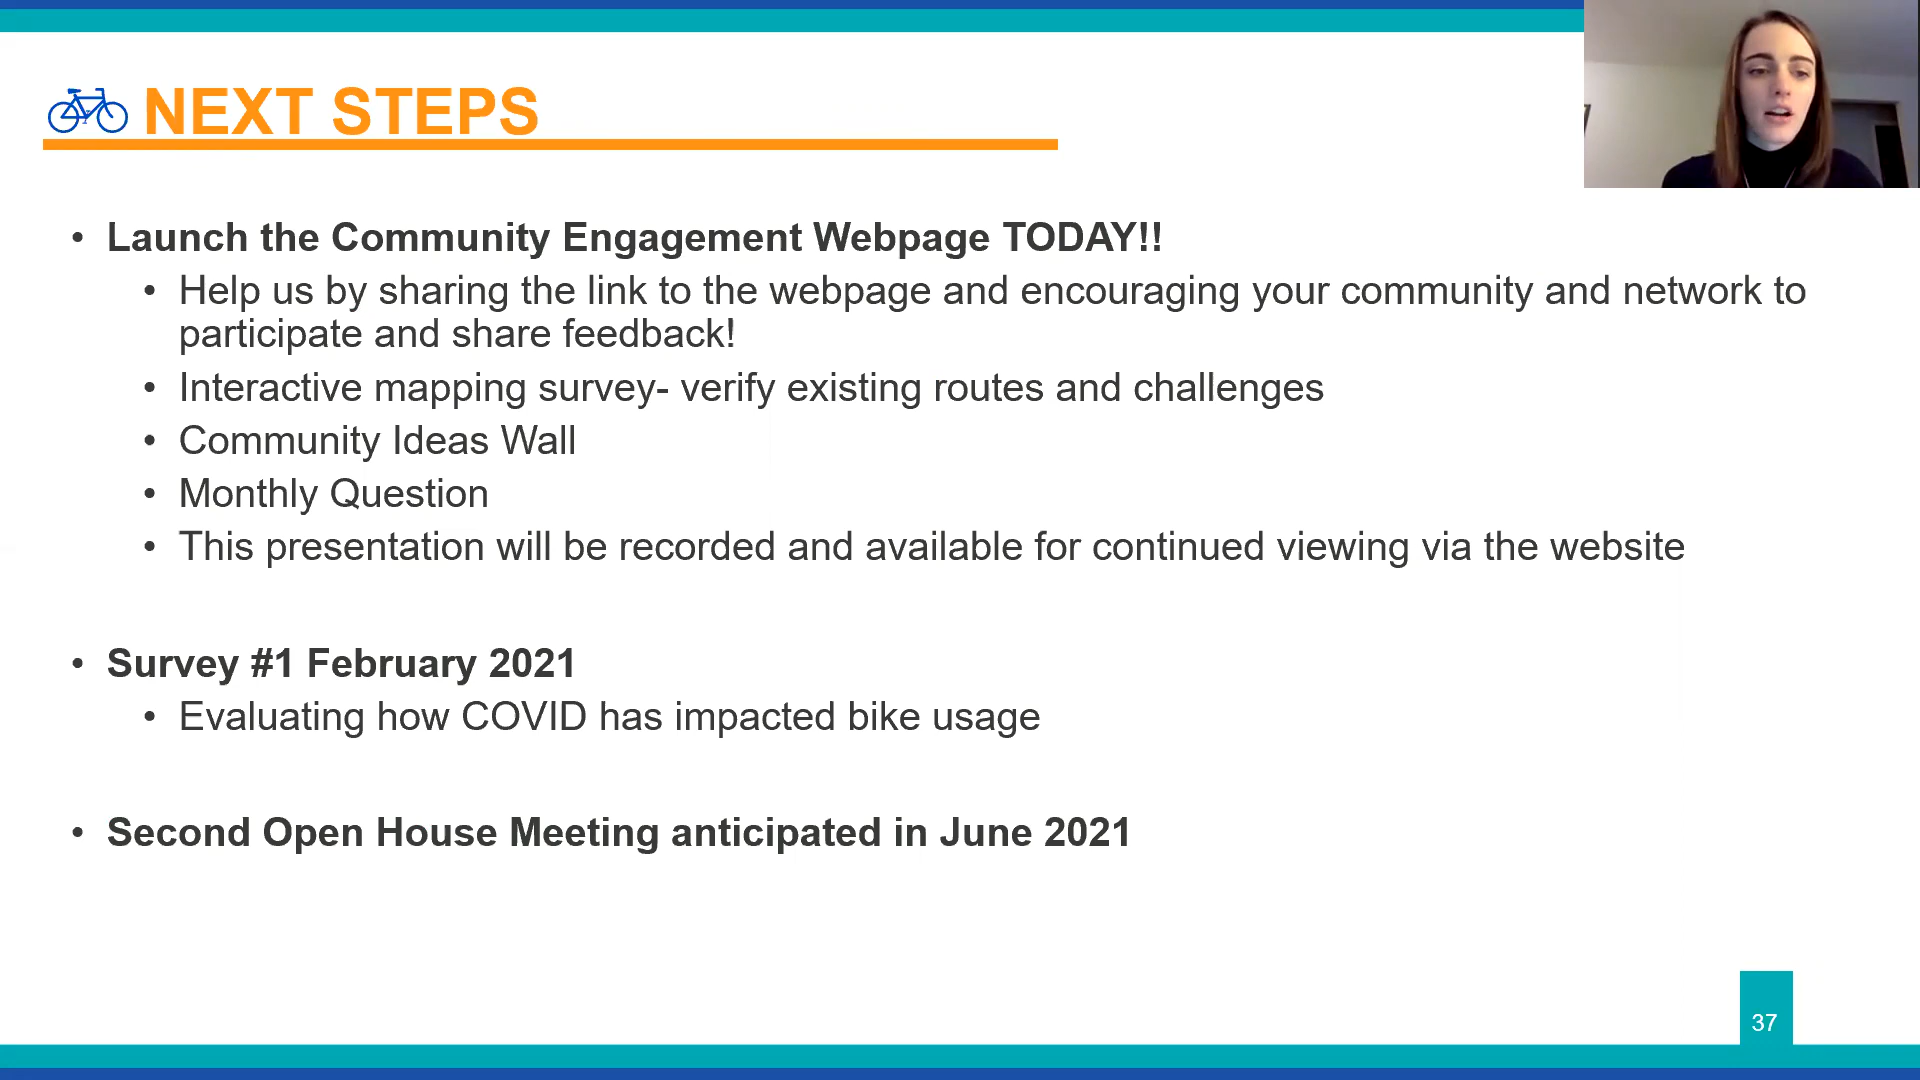 NEXT STEPS
• Launch the Community Engagement Webpage TODAY!!
• Help us by sharing the link to the webpage and encouraging your community and network to
participate and share feedback!
• Interactive mapping survey- verify existing routes and challenges
• Community Ideas Wall
• Monthly Question
• This presentation will be recorded and available for continued viewing via the website
• Survey #1 February 2021
• Evaluating how COVID has impacted bike usage
• Second Open House Meeting anticipated in June 2021
37